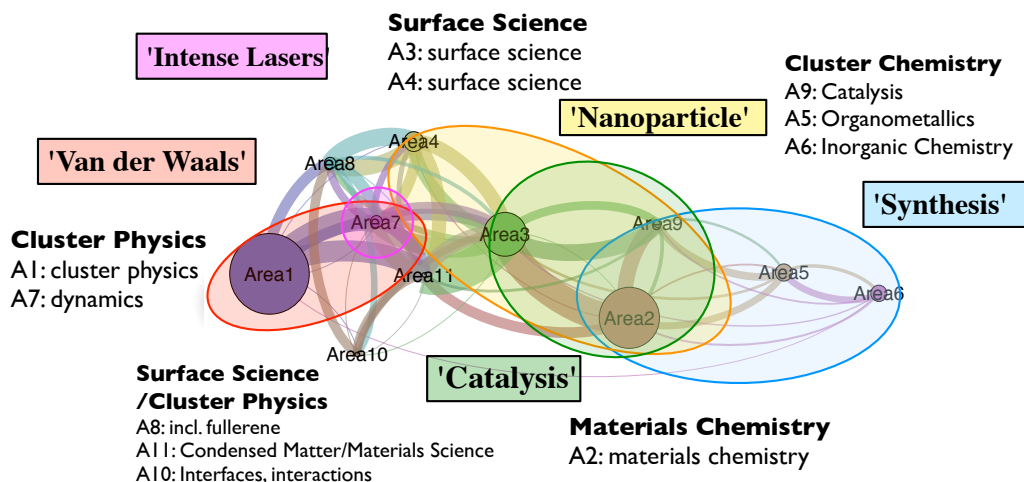 Surface Science
A3: surface science
A4: surface science
'Intense Lasers'
Cluster Chemistry
A9: Catalysis
A5: Organometallics
A6: Inorganic Chemistry
'Nanoparticle'
'Van der Waals'
'Synthesis'
Cluster Physics
A1: cluster physics
A7: dynamics
Area4
Area8
Area7
Area3
Area9
Area1
Area11
Area5
Area6
Area2
Area10
'Catalysis'
Surface Science
/Cluster Physics
A8: incl. fullerene
A11: Condensed Matter/Materials Science
A10: Interfaces, interactions
Materials Chemistry
A2: materials chemistry